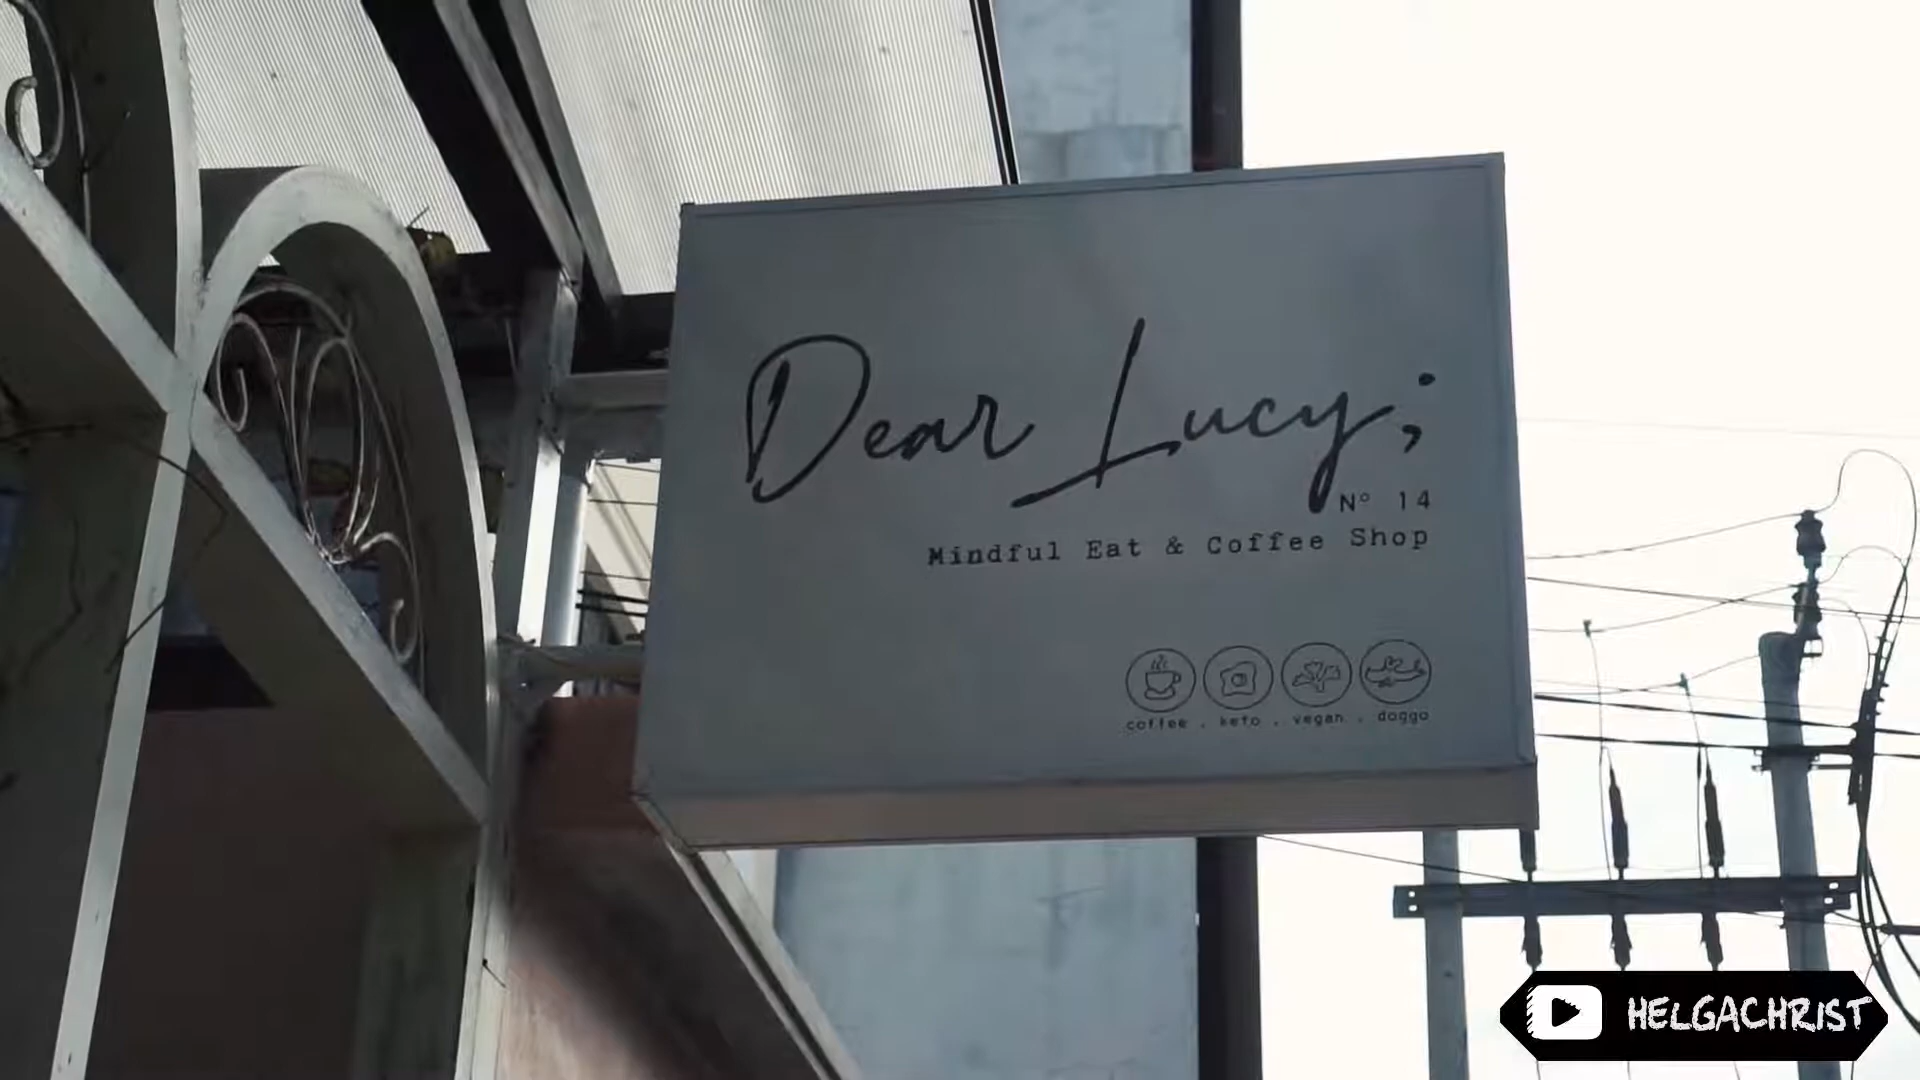 Dear Lucy;
Nº 14
Mindful Eat & Coffee Shop
coffee . keto . vegan . doggo
HELGACHRIST